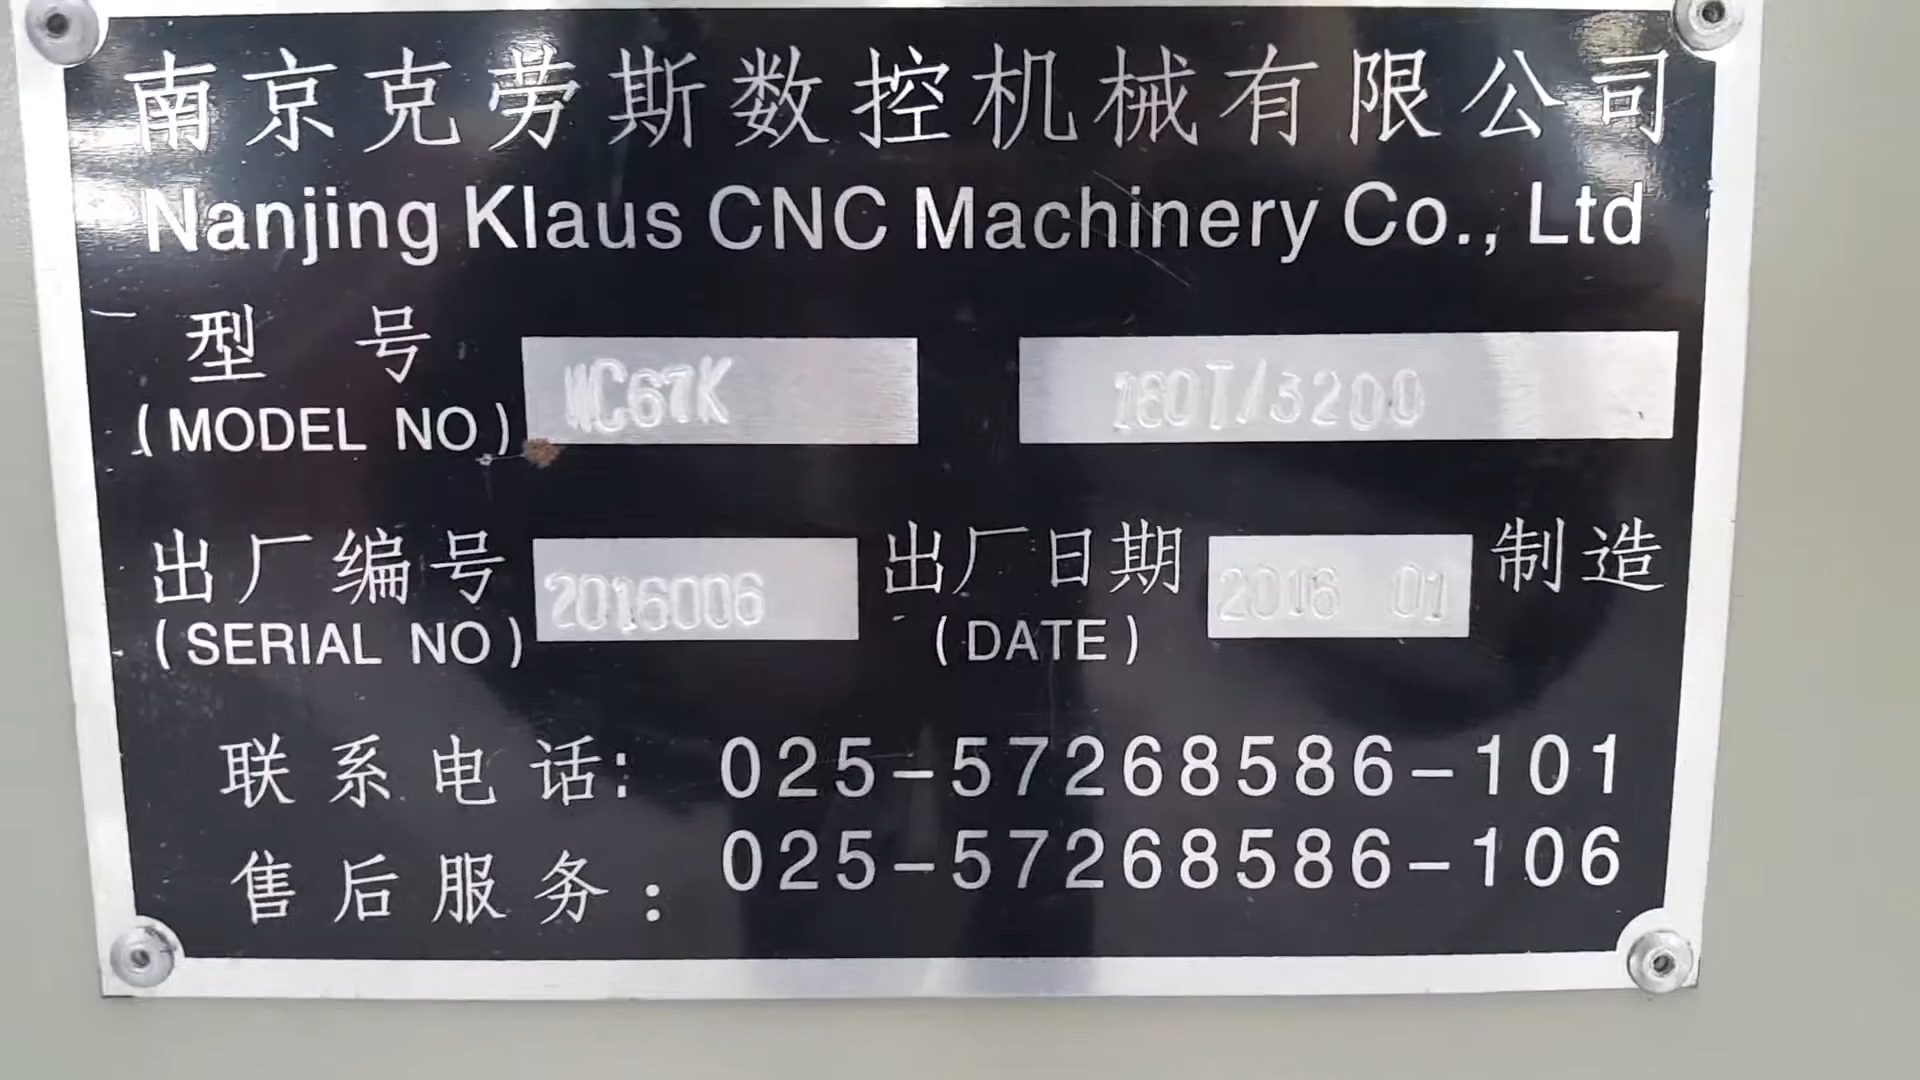 南京克劳斯数控机械有限公司
Nanjing Klaus CNC Machinery Co., Ltd
型 号 WC67K 160T/3200
(MODEL NO)
出厂编号 2016006 出厂日期 2016 01 制造
(SERIAL NO) (DATE)
联系电话: 025-57268586-101
售后服务: 025-57268586-106